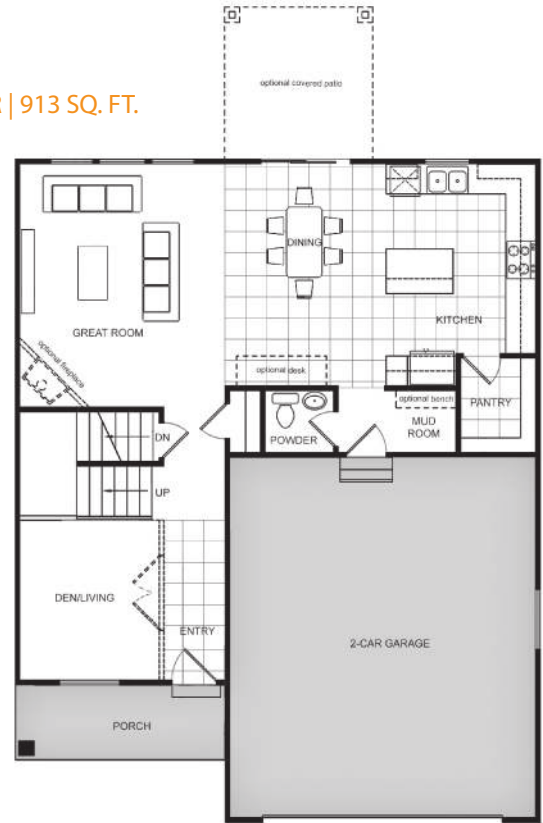 optional covered patio
R | 913 SQ. FT.
DINING
KITCHEN
GREAT ROOM
optional fireplace
optional desk
optional bench
PANTRY
MUD
ROOM
POWDER
DN
UP
DEN/LIVING
ENTRY
2-CAR GARAGE
PORCH